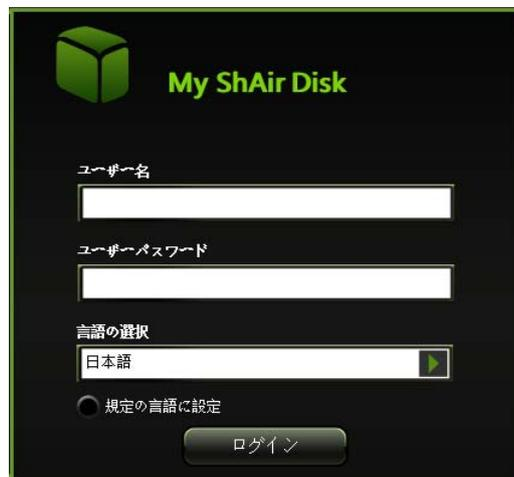 My ShAir Disk
ユーザー名
ユーザーパスワード
言語の選択
日本語
規定の言語に設定
ログイン